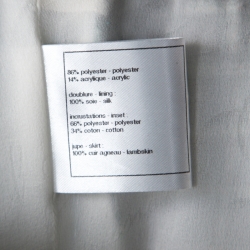 86% polyester - polyester
14% acrylique - acrylic
doublure - lining :
100% soie - silk
incrustations - inset :
66% polyester - polyester
34% coton - cotton
jupe - skirt :
100% cuir agneau - lambskin